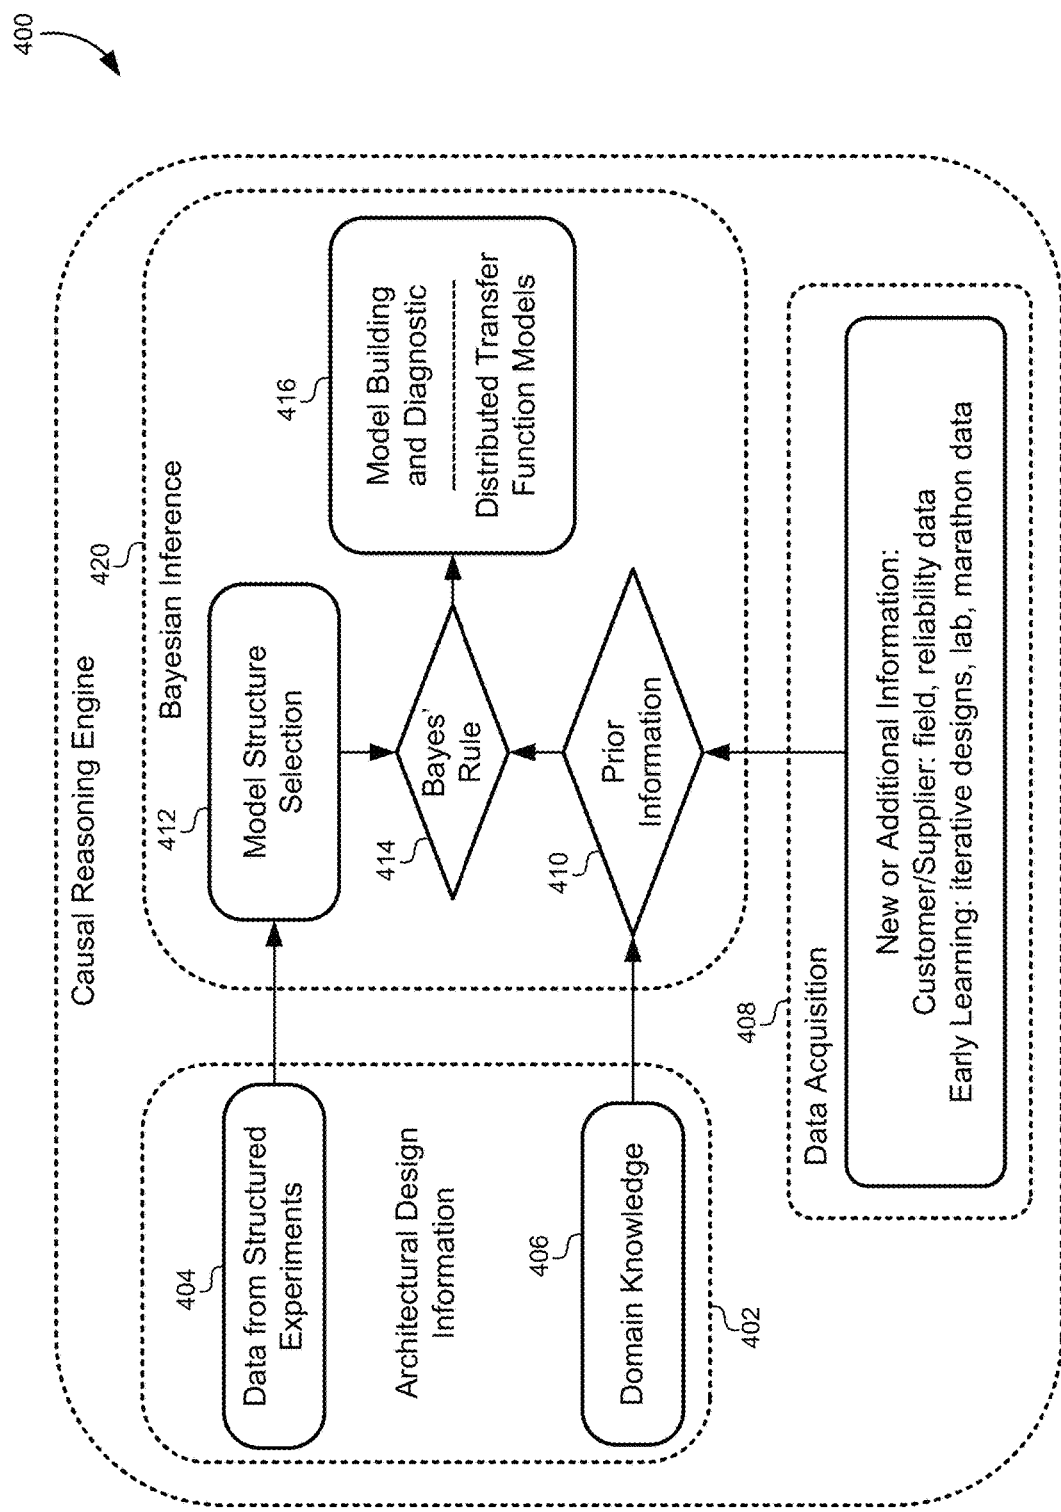 400
Causal Reasoning Engine
420
Bayesian Inference
404
Data from Structured
Experiments
Architectural Design
Information
406
Domain Knowledge
402
412
Model Structure
Selection
414
Bayes’
Rule
410
Prior
Information
416
Model Building
and Diagnostic
Distributed Transfer
Function Models
408
Data Acquisition
New or Additional Information:
Customer/Supplier: field, reliability data
Early Learning: iterative designs, lab, marathon data